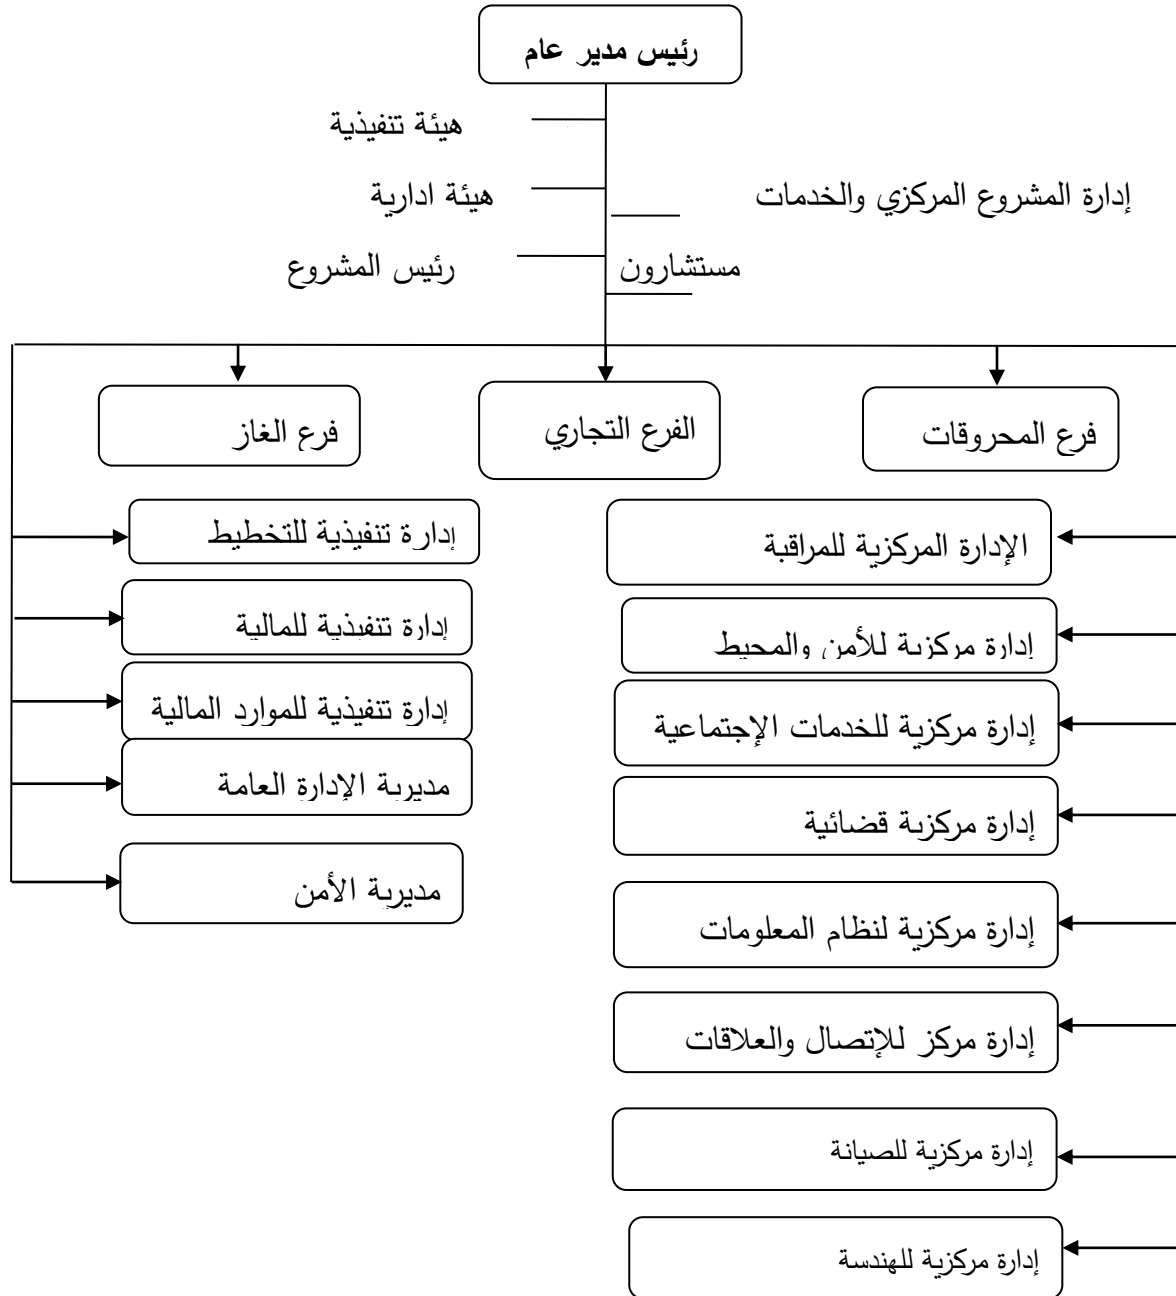 رئيس مدير عام
هيئة تنفيذية
إدارة المشروع المركزي والخدمات
هيئة ادارية
مستشارون
رئيس المشروع
فرع المحروقات
الفرع التجاري
فرع الغاز
الإدارة المركزية للمراقبة
إدارة مركزية للأمن والمحيط
إدارة مركزية للخدمات الإجتماعية
إدارة مركزية قضائية
إدارة مركزية لنظام المعلومات
إدارة مركز للإتصال والعلاقات
إدارة مركزية للصيانة
إدارة مركزية للهندسة
إدارة تنفيذية للتخطيط
إدارة تنفيذية للمالية
إدارة تنفيذية للموارد المالية
مديرية الإدارة العامة
مديرية الأمن